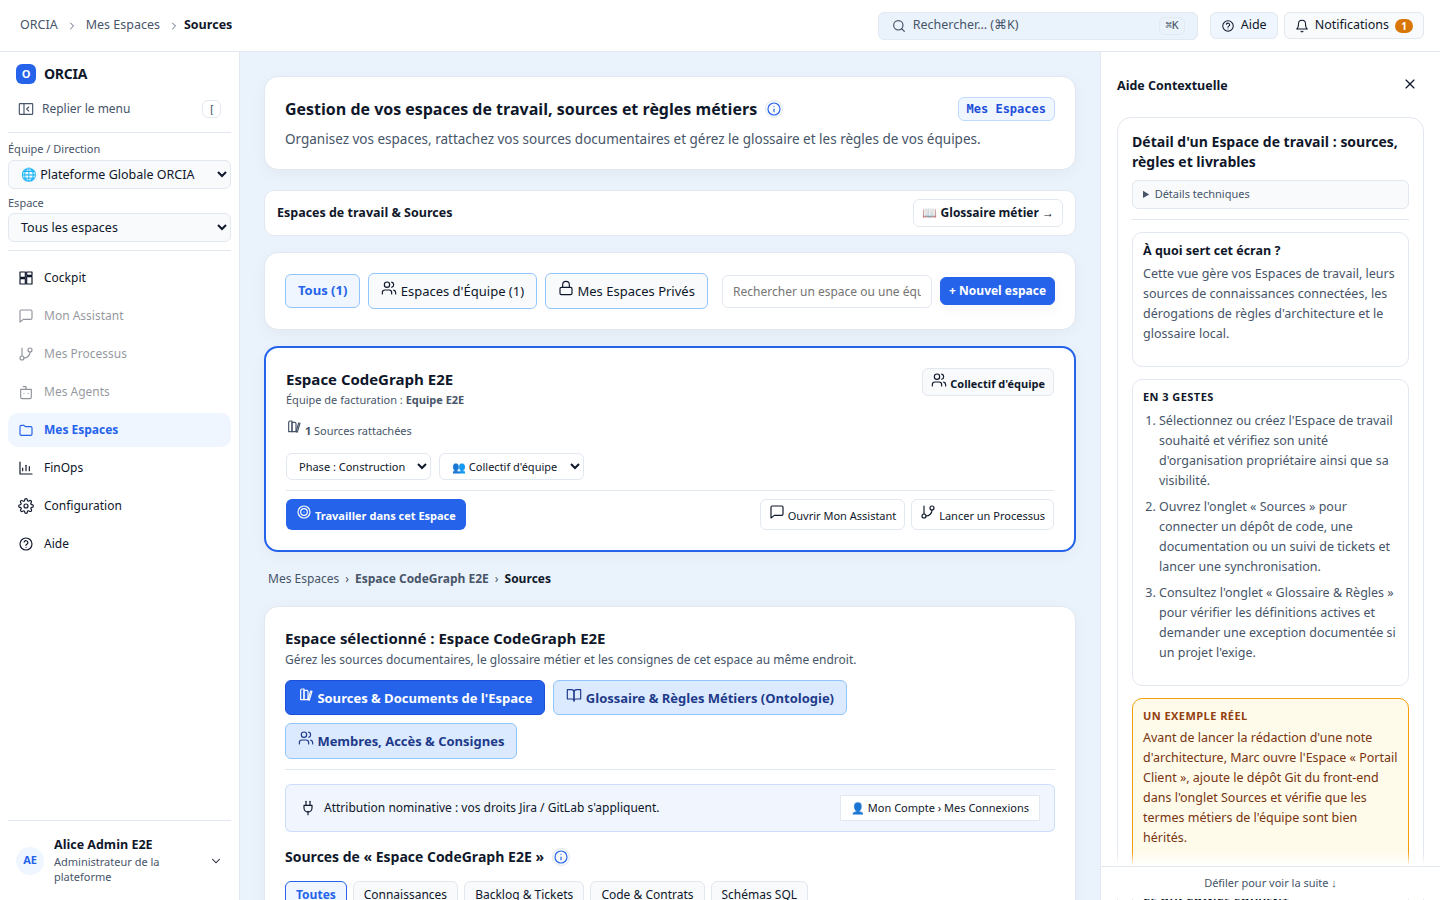 ORCIA > Mes Espaces > Sources
Rechercher... (⌘K)
⌘K
Aide
Notifications 1
O ORCIA
Replier le menu [
Équipe / Direction
🌐 Plateforme Globale ORCIA
Espace
Tous les espaces
Cockpit
Mon Assistant
Mes Processus
Mes Agents
Mes Espaces
FinOps
Configuration
Aide
AE
Alice Admin E2E
Administrateur de la
plateforme
Gestion de vos espaces de travail, sources et règles métiers
Mes Espaces
Organisez vos espaces, rattachez vos sources documentaires et gérez le glossaire et les règles de vos équipes.
Espaces de travail & Sources
📖 Glossaire métier →
Tous (1)
Espaces d'Équipe (1)
Mes Espaces Privés
Rechercher un espace ou une équ
+ Nouvel espace
Espace CodeGraph E2E
Collectif d'équipe
Équipe de facturation : Equipe E2E
1 Sources rattachées
Phase : Construction
👥 Collectif d'équipe
Travailler dans cet Espace
Ouvrir Mon Assistant
Lancer un Processus
Mes Espaces › Espace CodeGraph E2E › Sources
Espace sélectionné : Espace CodeGraph E2E
Gérez les sources documentaires, le glossaire métier et les consignes de cet espace au même endroit.
Sources & Documents de l'Espace
Glossaire & Règles Métiers (Ontologie)
Membres, Accès & Consignes
Attribution nominative : vos droits Jira / GitLab s'appliquent.
👤 Mon Compte › Mes Connexions
Sources de « Espace CodeGraph E2E »
Toutes
Connaissances
Backlog & Tickets
Code & Contrats
Schémas SQL
Aide Contextuelle
Détail d'un Espace de travail : sources,
règles et livrables
▶ Détails techniques
À quoi sert cet écran ?
Cette vue gère vos Espaces de travail, leurs
sources de connaissances connectées, les
dérogations de règles d'architecture et le
glossaire local.
EN 3 GESTES
1. Sélectionnez ou créez l'Espace de travail
souhaité et vérifiez son unité
d'organisation propriétaire ainsi que sa
visibilité.
2. Ouvrez l'onglet « Sources » pour
connecter un dépôt de code, une
documentation ou un suivi de tickets et
lancer une synchronisation.
3. Consultez l'onglet « Glossaire & Règles »
pour vérifier les définitions actives et
demander une exception documentée si
un projet l'exige.
UN EXEMPLE RÉEL
Avant de lancer la rédaction d'une note
d'architecture, Marc ouvre l'Espace « Portail
Client », ajoute le dépôt Git du front-end
dans l'onglet Sources et vérifie que les
termes métiers de l'équipe sont bien
hérités.
Défiler pour voir la suite ↓